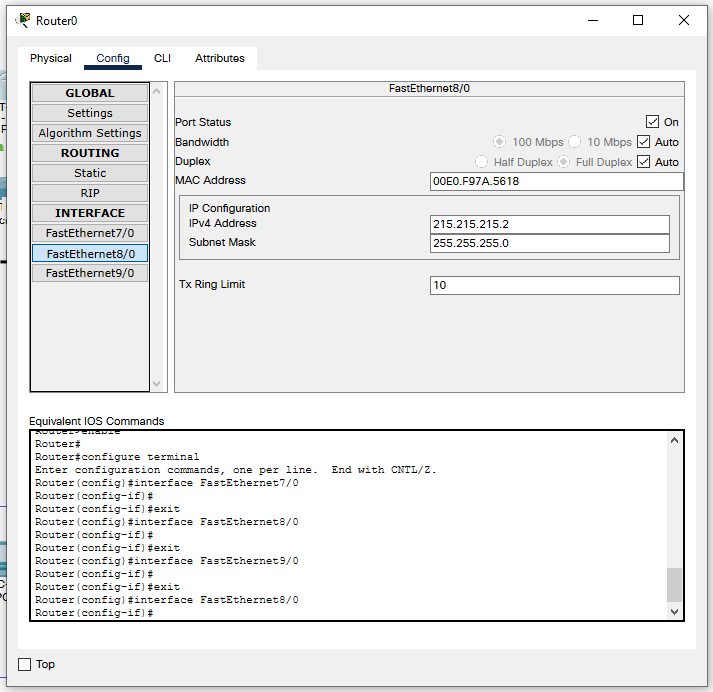 Router0
Physical Config CLI Attributes
GLOBAL
Settings
Algorithm Settings
ROUTING
Static
RIP
INTERFACE
FastEthernet7/0
FastEthernet8/0
FastEthernet9/0
FastEthernet8/0
Port Status On
Bandwidth 100 Mbps 10 Mbps Auto
Duplex Half Duplex Full Duplex Auto
MAC Address 00E0.F97A.5618
IP Configuration
IPv4 Address 215.215.215.2
Subnet Mask 255.255.255.0
Tx Ring Limit 10
Equivalent IOS Commands
Router>enable
Router#
Router#configure terminal
Enter configuration commands, one per line.  End with CNTL/Z.
Router(config)#interface FastEthernet7/0
Router(config-if)#
Router(config-if)#exit
Router(config)#interface FastEthernet8/0
Router(config-if)#
Router(config-if)#exit
Router(config)#interface FastEthernet9/0
Router(config-if)#
Router(config-if)#exit
Router(config)#interface FastEthernet8/0
Router(config-if)#
Top